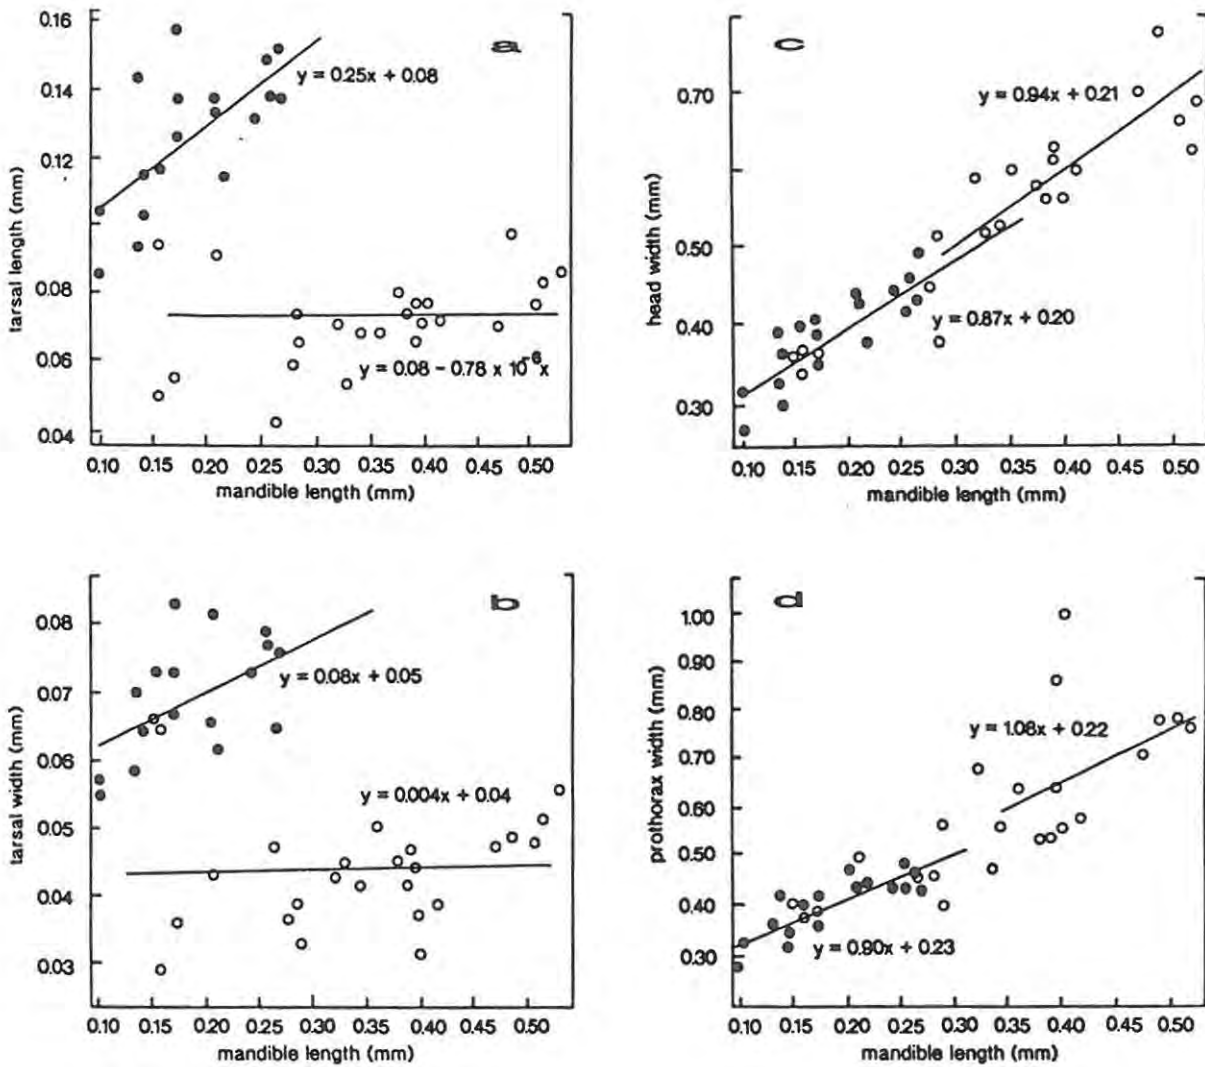 a
tarsal length (mm)
0.16
0.14
0.12
0.08
0.06
0.04
y = 0.25x + 0.08
y = 0.08 - 0.78 x 10⁻⁶x
0.10 0.15 0.20 0.25 0.30 0.35 0.40 0.45 0.50
mandible length (mm)
c
head width (mm)
0.70
0.50
0.40
0.30
y = 0.94x + 0.21
y = 0.87x + 0.20
0.10 0.15 0.20 0.25 0.30 0.35 0.40 0.45 0.50
mandible length (mm)
b
tarsal width (mm)
0.08
0.07
0.06
0.05
0.04
0.03
y = 0.08x + 0.05
y = 0.004x + 0.04
0.10 0.15 0.20 0.25 0.30 0.35 0.40 0.45 0.50
mandible length (mm)
d
prothorax width (mm)
1.00
0.90
0.80
0.70
0.60
0.50
0.40
0.30
y = 1.08x + 0.22
y = 0.90x + 0.23
0.10 0.15 0.20 0.25 0.30 0.35 0.40 0.45 0.50
mandible length (mm)